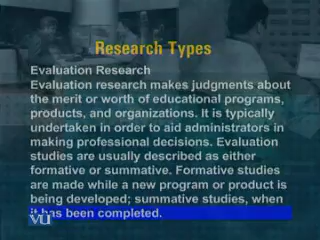 Research Types
Evaluation Research
Evaluation research makes judgments about
the merit or worth of educational programs,
products, and organizations. It is typically
undertaken in order to aid administrators in
making professional decisions. Evaluation
studies are usually described as either
formative or summative. Formative studies
are made while a new program or product is
being developed; summative studies, when
it has been completed.
VU